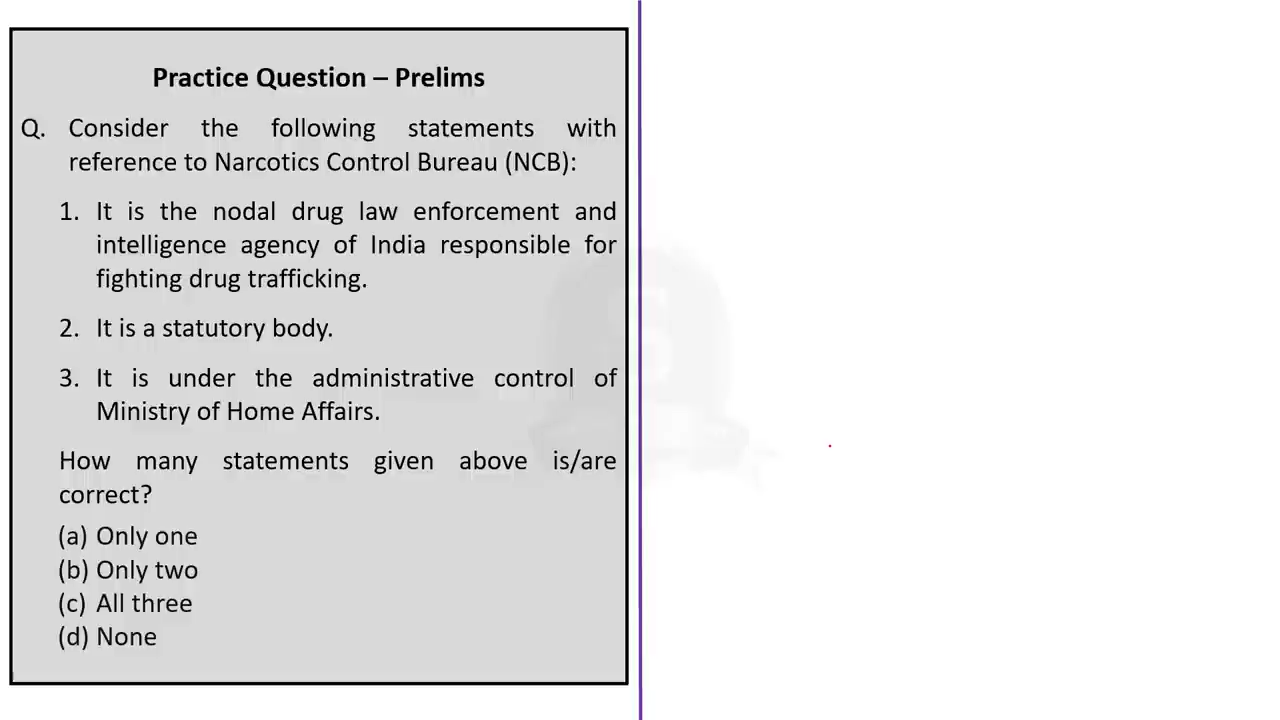 Practice Question – Prelims
Q. Consider the following statements with
reference to Narcotics Control Bureau (NCB):
1. It is the nodal drug law enforcement and
intelligence agency of India responsible for
fighting drug trafficking.
2. It is a statutory body.
3. It is under the administrative control of
Ministry of Home Affairs.
How many statements given above is/are
correct?
(a) Only one
(b) Only two
(c) All three
(d) None